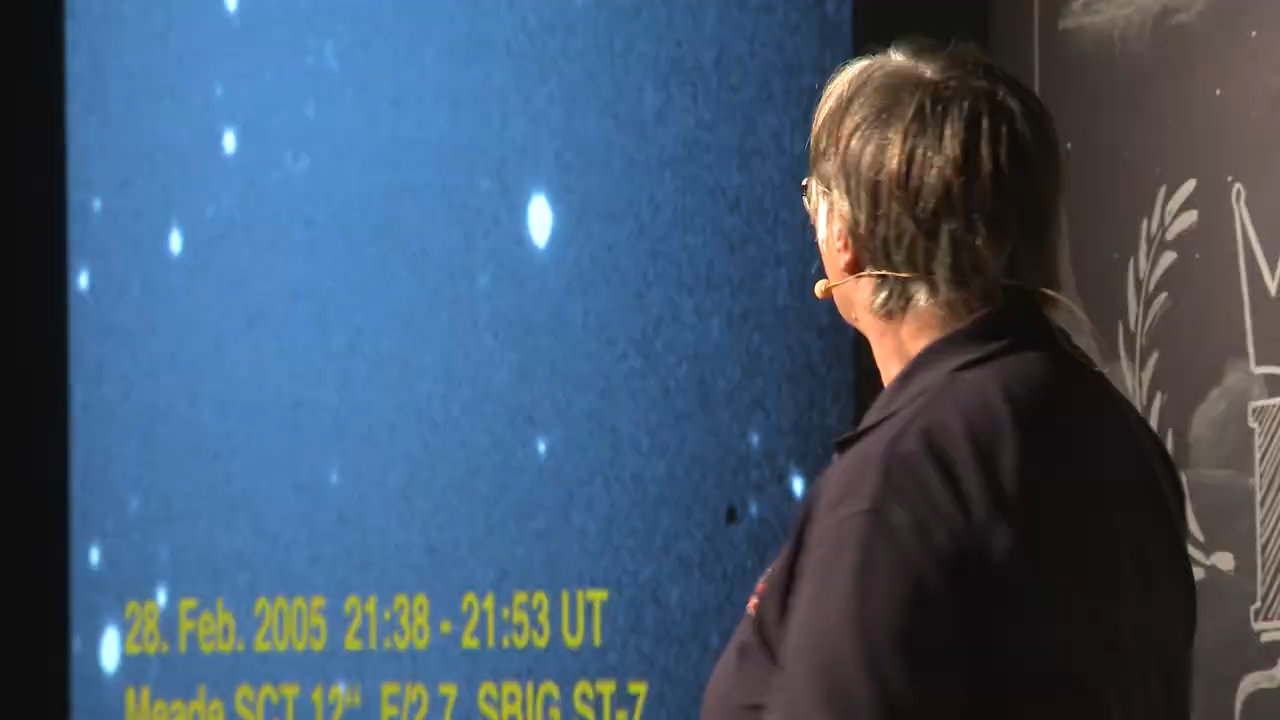 28. Feb. 2005 21:38 - 21:53 UT
Meade SCT 12“ F/2.7 SBIG ST-7